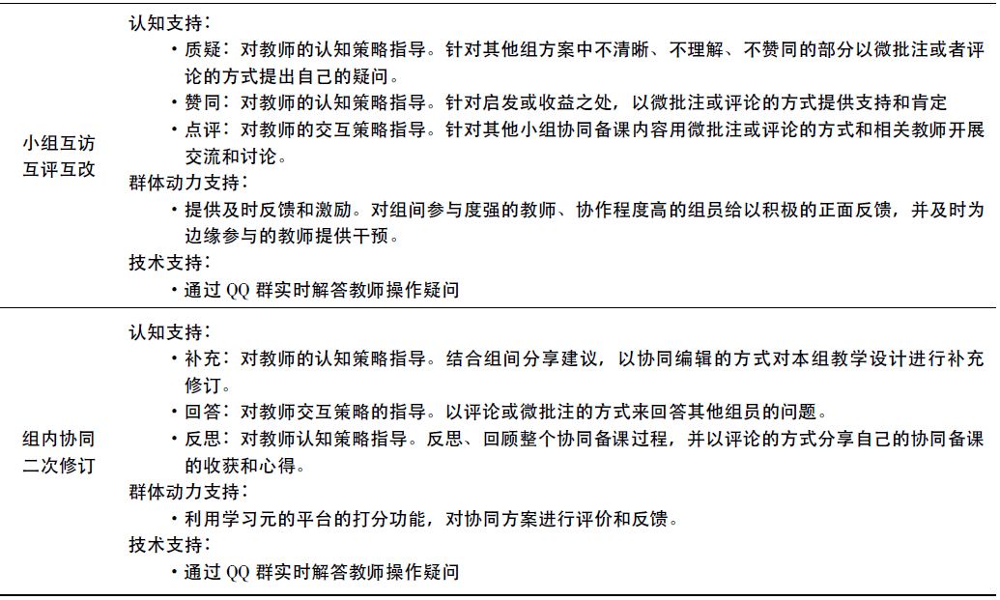 小组互访
互评互改
认知支持：
・质疑：对教师的认知策略指导。针对其他组方案中不清晰、不理解、不赞同的部分以微批注或者评
论的方式提出自己的疑问。
・赞同：对教师的认知策略指导。针对启发或收益之处，以微批注或评论的方式提供支持和肯定
・点评：对教师的交互策略指导。针对其他小组协同备课内容用微批注或评论的方式和相关教师开展
交流和讨论。
群体动力支持：
・提供及时反馈和激励。对组间参与度强的教师、协作程度高的组员给以积极的正面反馈，并及时为
边缘参与的教师提供干预。
技术支持：
・通过 QQ 群实时解答教师操作疑问
组内协同
二次修订
认知支持：
・补充：对教师的认知策略指导。结合组间分享建议，以协同编辑的方式对本组教学设计进行补充
修订。
・回答：对教师交互策略的指导。以评论或微批注的方式来回答其他组员的问题。
・反思：对教师认知策略指导。反思、回顾整个协同备课过程，并以评论的方式分享自己的协同备课
的收获和心得。
群体动力支持：
・利用学习元的平台的打分功能，对协同方案进行评价和反馈。
技术支持：
・通过 QQ 群实时解答教师操作疑问